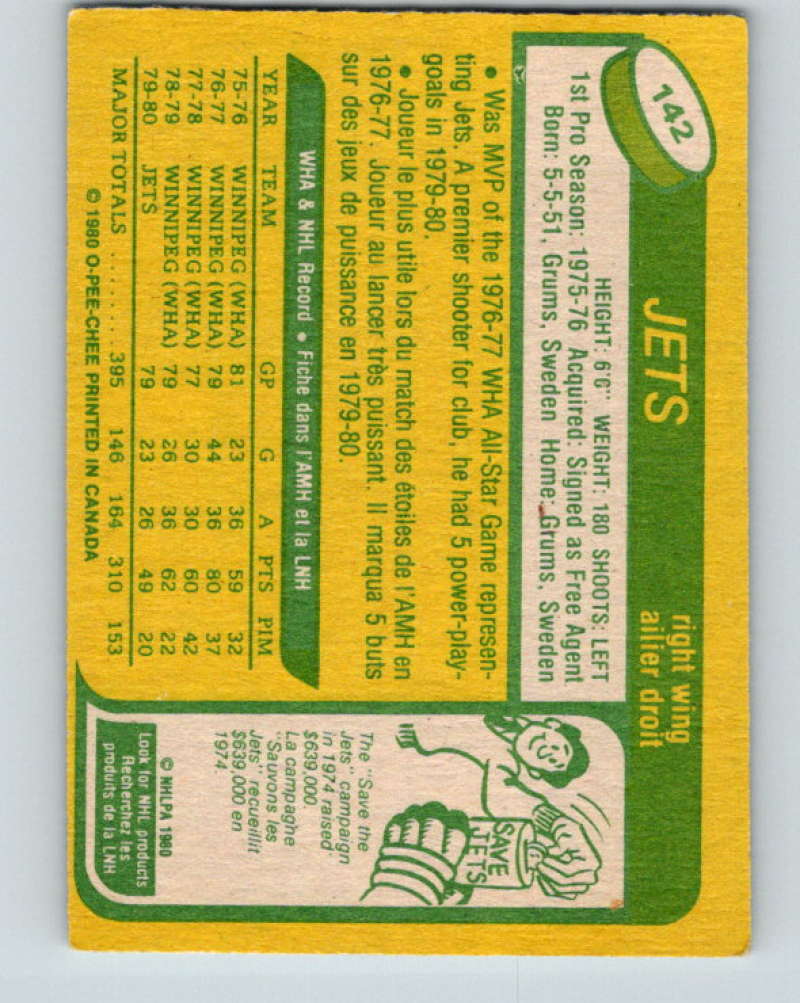 142
JETS
right wing
ailier droit
HEIGHT: 6'0" WEIGHT: 180 SHOOTS: LEFT
1st Pro Season: 1975-76 Acquired: Signed as Free Agent
Born: 5-5-51, Grums, Sweden Home: Grums, Sweden
• Was MVP of the 1976-77 WHA All-Star Game represen-
ting Jets. A premier shooter for club, he had 5 power-play-
goals in 1979-80.
• Joueur le plus utile lors du match des étoiles de l'AMH en
1976-77. Joueur au lancer très puissant. Il marqua 5 buts
sur des jeux de puissance en 1979-80.
WHA & NHL Record • Fiche dans l'AMH et la LNH
YEAR TEAM GP G A PTS PIM
75-76 WINNIPEG (WHA) 81 23 36 59 32
76-77 WINNIPEG (WHA) 79 44 36 80 37
77-78 WINNIPEG (WHA) 77 30 30 60 42
78-79 WINNIPEG (WHA) 79 26 36 62 22
79-80 JETS 79 23 26 49 20
MAJOR TOTALS ........ 395 146 164 310 153
© 1980 O-PEE-CHEE PRINTED IN CANADA
SAVE
JETS
The "Save the
Jets" campaign
in 1974 raised
$639,000.
La campaghe
"Sauvons les
Jets" recueillit
$639,000 en
1974.
© NHLPA 1980
Look for NHL products
Recherchez les
produits de la LNH